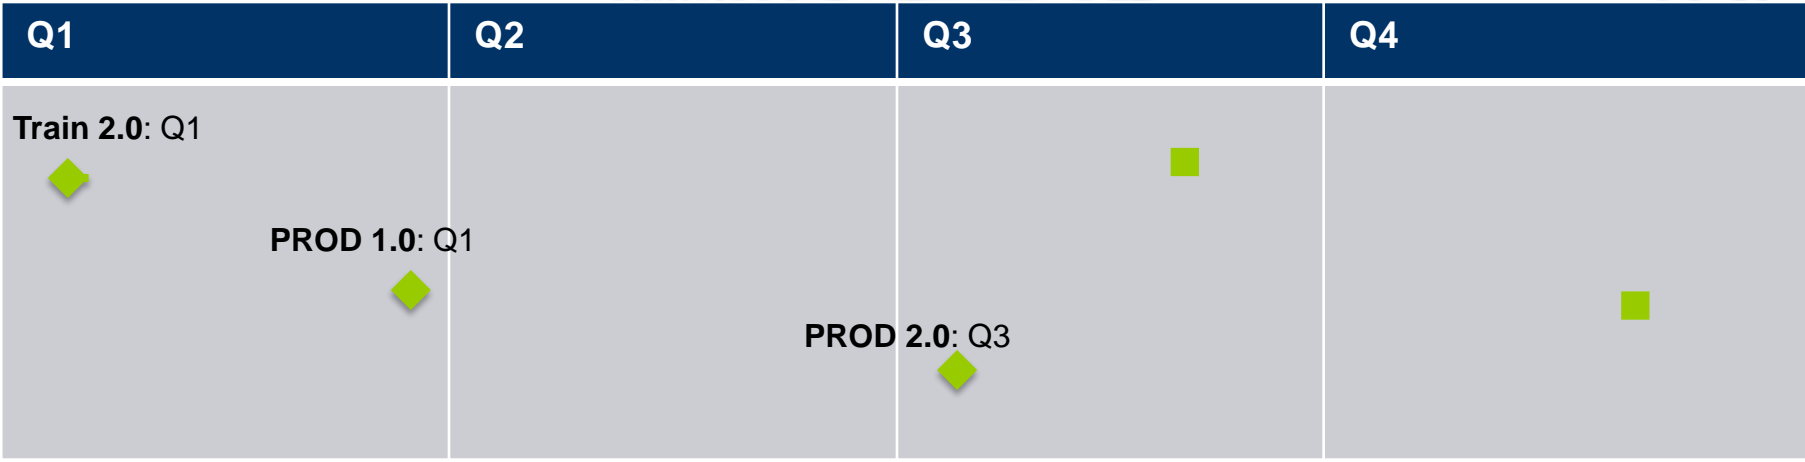 Q1
Q2
Q3
Q4
Train 2.0: Q1
PROD 1.0: Q1
PROD 2.0: Q3